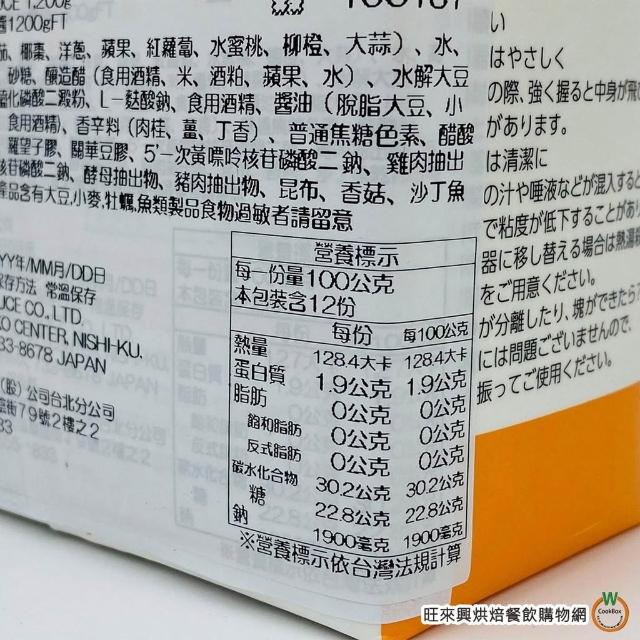 UCE 1,200g
醬1200gFT
茄、椰棗、洋蔥、蘋果、紅蘿蔔、水蜜桃、柳橙、大蒜)、水、
砂糖、釀造醋(食用酒精、米、酒粕、蘋果、水)、水解大豆
磷酸二澱粉、L-麩酸鈉、食用酒精、醬油(脫脂大豆、小
食用酒精)、香辛料(肉桂、薑、丁香)、普通焦糖色素、醋酸
羅望子膠、關華豆膠、5'-次黃嘌呤核苷磷酸二鈉、雞肉抽出
核苷磷酸二鈉、酵母抽出物、豬肉抽出物、昆布、香菇、沙丁魚
產品含有大豆,小麥,牡蠣,魚類製品食物過敏者請留意
YY年/MM月/DD日
保存方法 常溫保存
UCE CO., LTD.
O CENTER, NISHI-KU,
33-8678 JAPAN
(股)公司台北分公司
街79號2樓之2
33
營養標示
每一份量100公克
本包裝含12份
每份 每100公克
熱量 128.4大卡 128.4大卡
蛋白質 1.9公克 1.9公克
脂肪 0公克 0公克
飽和脂肪 0公克 0公克
反式脂肪 0公克 0公克
碳水化合物 30.2公克 30.2公克
糖 22.8公克 22.8公克
鈉 1900毫克 1900毫克
※營養標示依台灣法規計算
い
はやさしく
の際、強く握ると中身が飛び
があります。
は清潔に
の汁や唾液などが混入すると
で粘度が低下することがあり
器に移し替える場合は熱湯
をご用意ください。
が分離したり、塊ができたら
には問題ございませんので、
振ってご使用ください。
W
CookBox
旺來興烘焙餐飲購物網